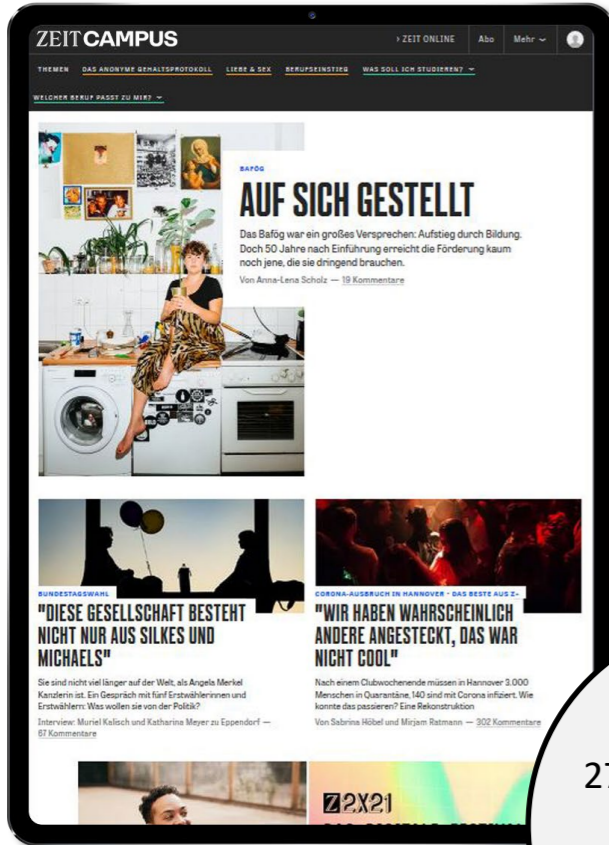 ZEIT CAMPUS
› ZEIT ONLINE
Abo
Mehr
THEMEN DAS ANONYME GEHALTSPROTOKOLL LIEBE & SEX BERUFSEINSTIEG WAS SOLL ICH STUDIEREN?
WELCHER BERUF PASST ZU MIR?
BAFÖG
AUF SICH GESTELLT
Das Bafög war ein großes Versprechen: Aufstieg durch Bildung.
Doch 50 Jahre nach Einführung erreicht die Förderung kaum
noch jene, die sie dringend brauchen.
Von Anna-Lena Scholz — 19 Kommentare
BUNDESTAGSWAHL
"DIESE GESELLSCHAFT BESTEHT
NICHT NUR AUS SILKES UND
MICHAELS"
Sie sind nicht viel länger auf der Welt, als Angela Merkel
Kanzlerin ist. Ein Gespräch mit fünf Erstwählerinnen und
Erstwählern: Was wollen sie von der Politik?
Interview: Muriel Kalisch und Katharina Meyer zu Eppendorf —
67 Kommentare
CORONA-AUSBRUCH IN HANNOVER · DAS BESTE AUS Z+
"WIR HABEN WAHRSCHEINLICH
ANDERE ANGESTECKT, DAS WAR
NICHT COOL"
Nach einem Clubwochenende müssen in Hannover 3.000
Menschen in Quarantäne, 140 sind mit Corona infiziert. Wie
konnte das passieren? Eine Rekonstruktion
Von Sabrina Höbel und Mirjam Ratmann — 302 Kommentare
Z2X21
27